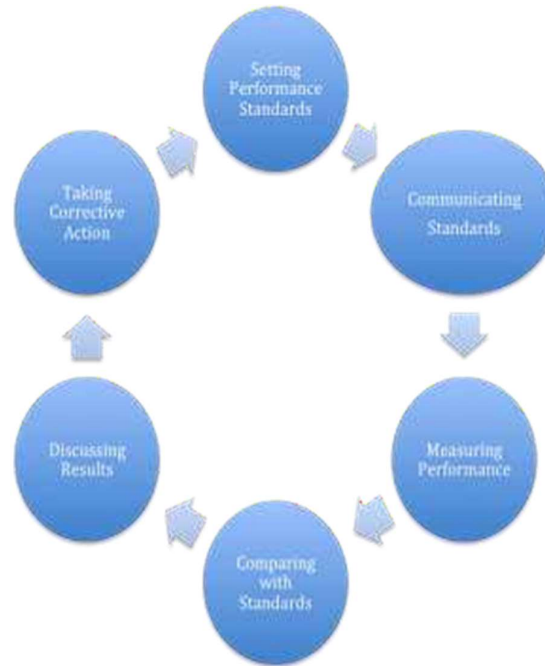 Setting
Performance
Standards
Communicating
Standards
Measuring
Performance
Comparing
with
Standards
Discussing
Results
Taking
Corrective
Action